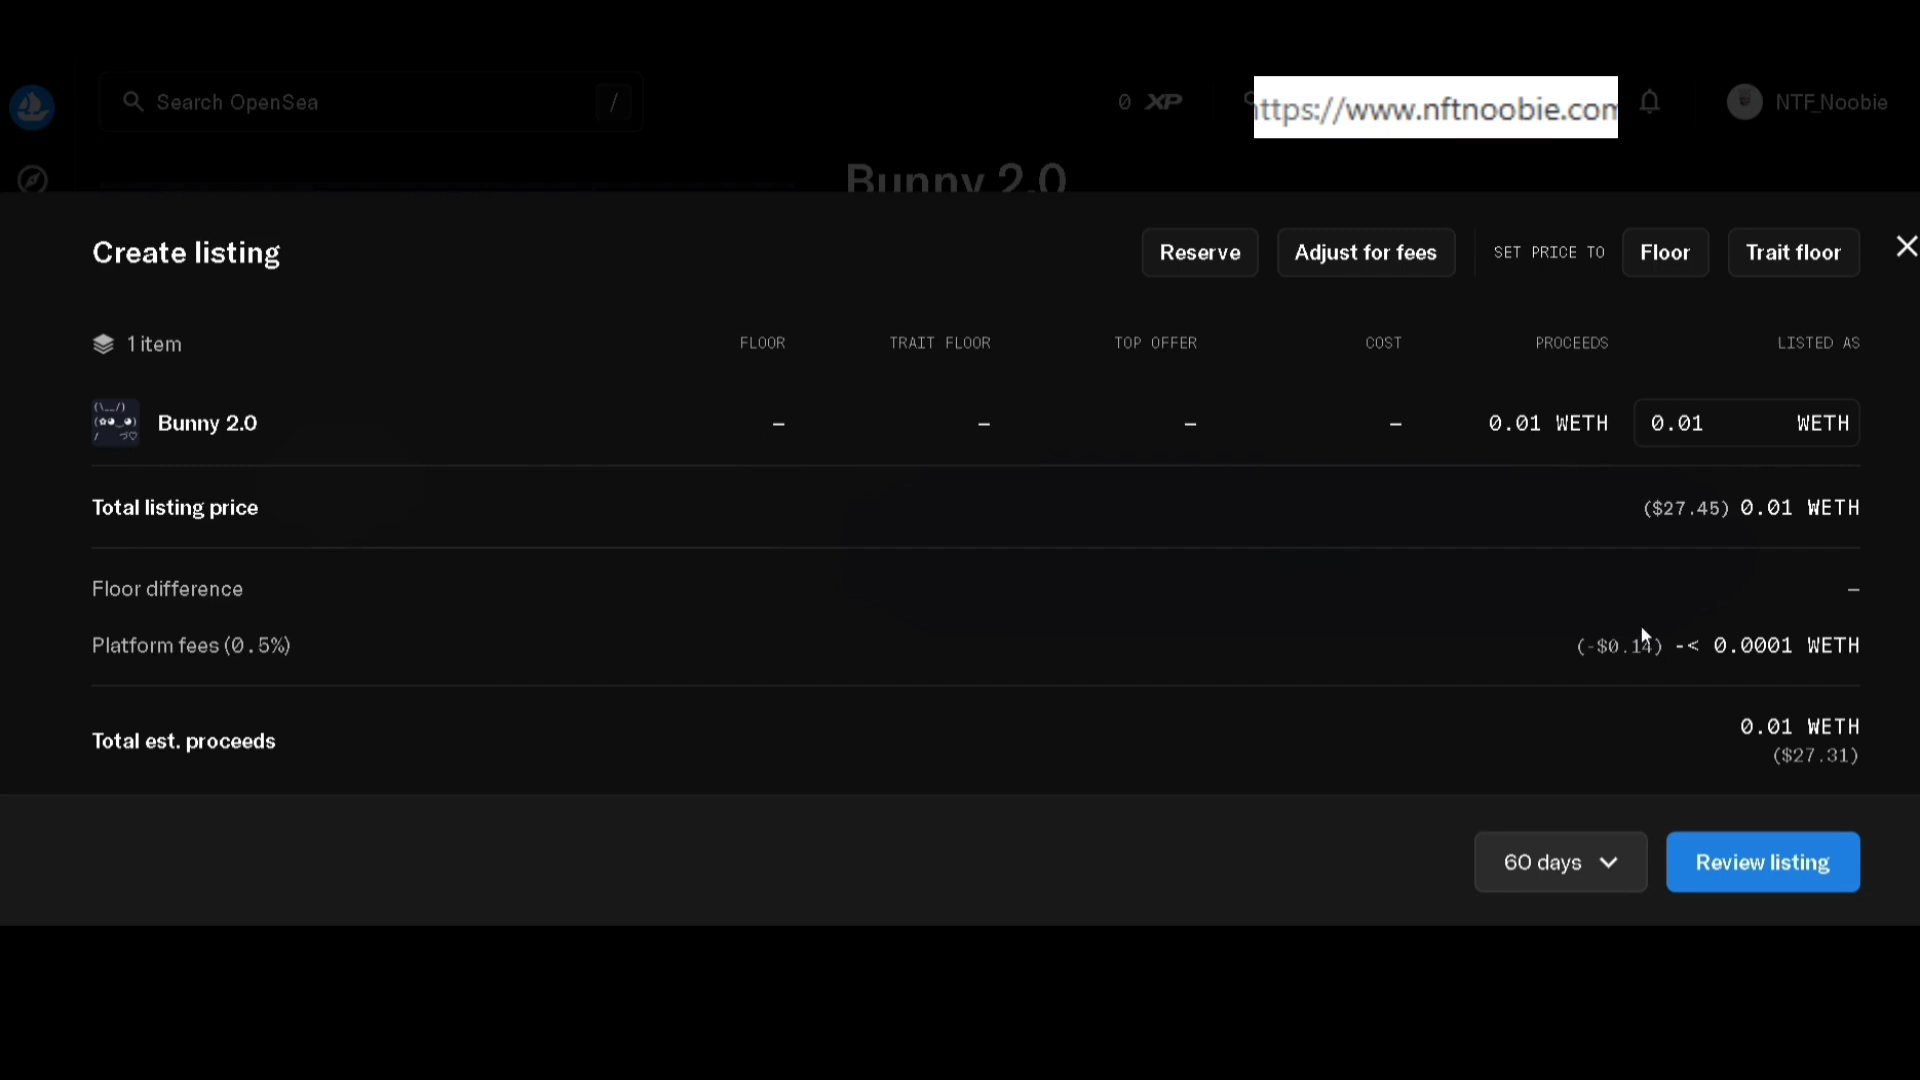 Search OpenSea /
0 XP
ttps://www.nftnoobie.com
NTF_Noobie
Bunny 2.0
Create listing
Reserve
Adjust for fees
SET PRICE TO
Floor
Trait floor
1 item
FLOOR
TRAIT FLOOR
TOP OFFER
COST
PROCEEDS
LISTED AS
Bunny 2.0
–
–
–
–
0.01 WETH
0.01 WETH
Total listing price
($27.45) 0.01 WETH
Floor difference
–
Platform fees (0.5%)
(-$0.14) -< 0.0001 WETH
Total est. proceeds
0.01 WETH
($27.31)
60 days
Review listing